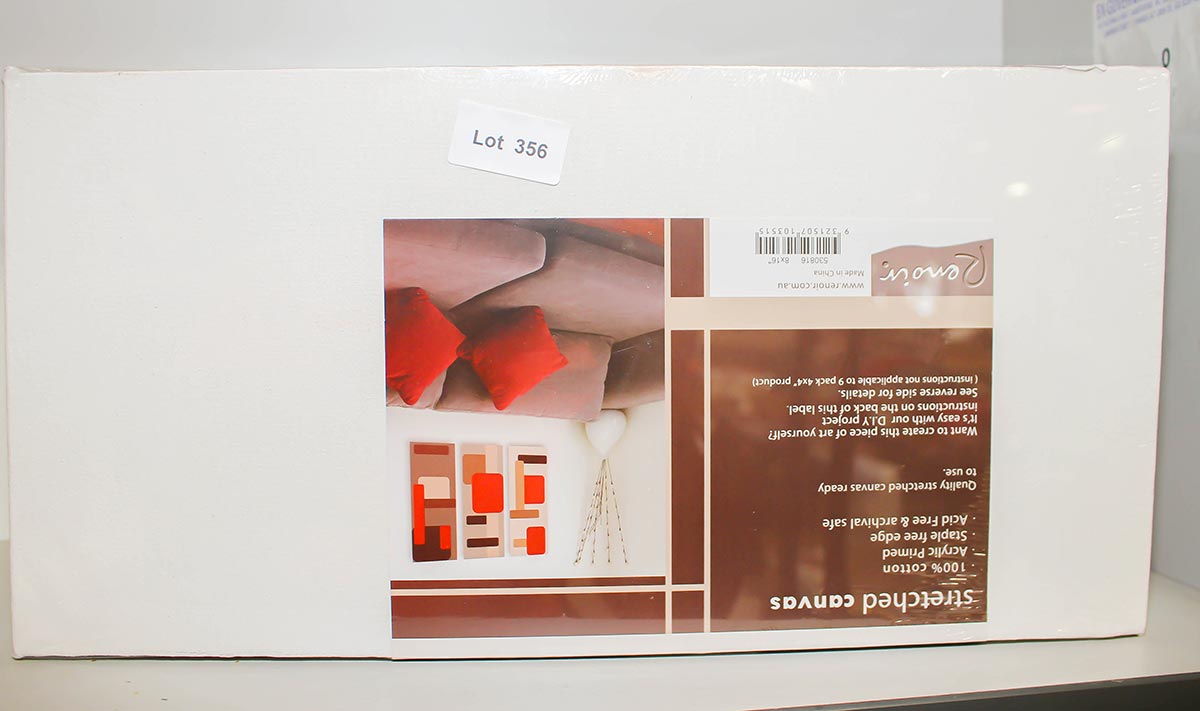 Lot 356
stretched canvas
· 100% cotton
· Acrylic Primed
· Staple free edge
· Acid Free & archival safe
Quality stretched canvas ready
to use.
Want to create this piece of art yourself?
It's easy with our D.I.Y project
instructions on the back of this label.
See reverse side for details.
( instructions not applicable to 9 pack 4x4" product)
Renoir
www.renoir.com.au
Made in China
530816 8x16"
9 321507 103515
O